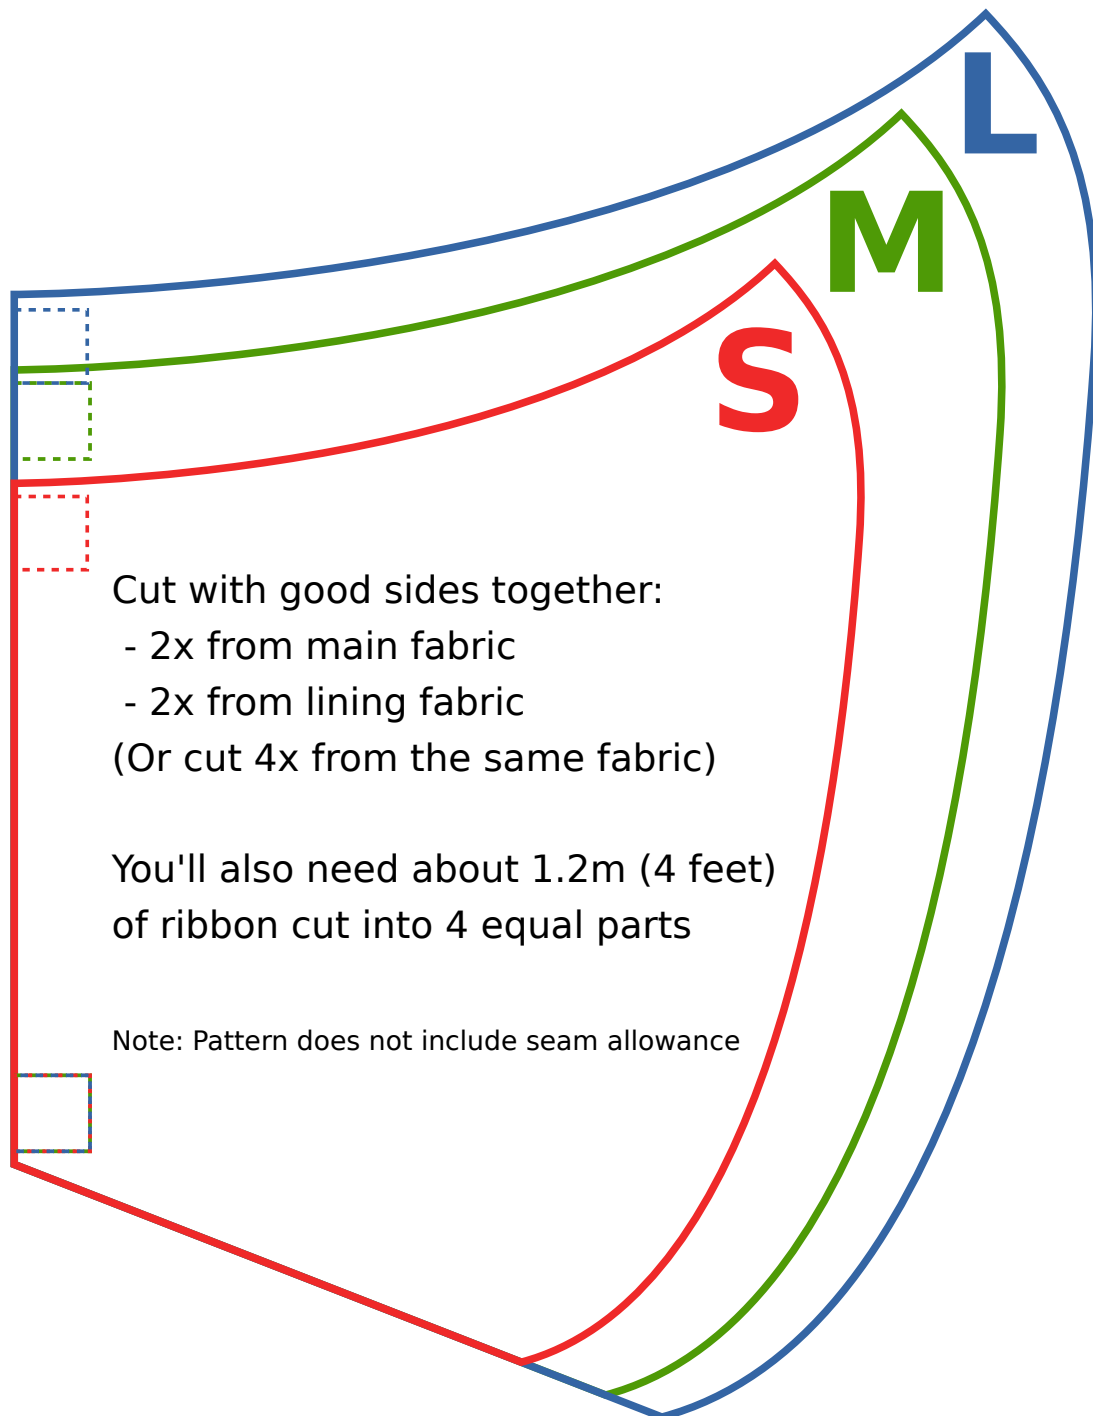 L
M
S
Cut with good sides together:
- 2x from main fabric
- 2x from lining fabric
(Or cut 4x from the same fabric)
You'll also need about 1.2m (4 feet)
of ribbon cut into 4 equal parts
Note: Pattern does not include seam allowance